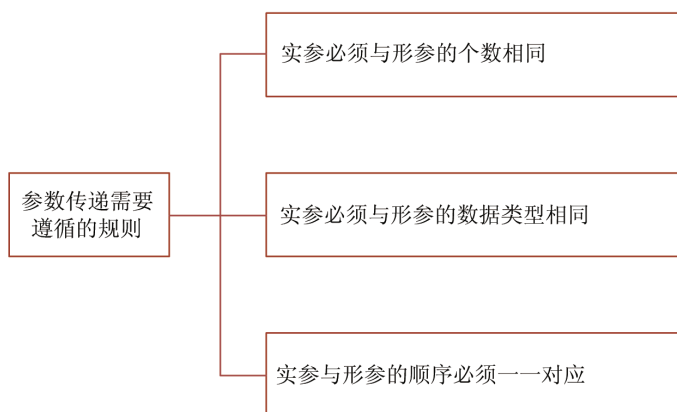 实参必须与形参的个数相同
参数传递需要
遵循的规则
实参必须与形参的数据类型相同
实参与形参的顺序必须一一对应